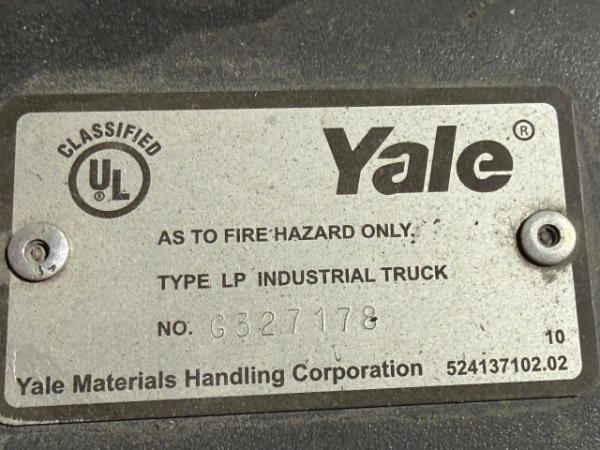 CLASSIFIED
UL
®
Yale®
AS TO FIRE HAZARD ONLY.
TYPE LP INDUSTRIAL TRUCK
NO. G327178
10
Yale Materials Handling Corporation 524137102.02